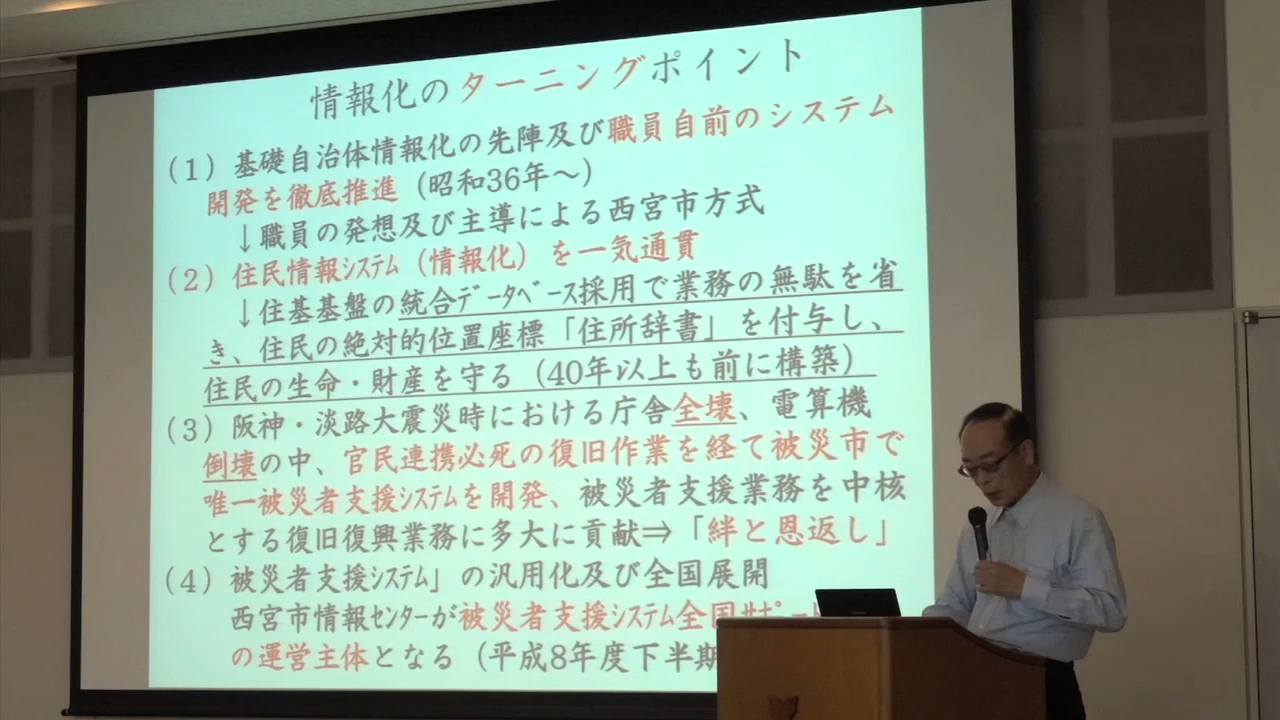 情報化のターニングポイント
(1) 基礎自治体情報化の先陣及び職員自前のシステム
開発を徹底推進（昭和36年～）
↓職員の発想及び主導による西宮市方式
(2) 住民情報ｼｽﾃﾑ（情報化）を一気通貫
↓住基基盤の統合ﾃﾞｰﾀﾍﾞｰｽ採用で業務の無駄を省
き、住民の絶対的位置座標「住所辞書」を付与し、
住民の生命・財産を守る（40年以上も前に構築）
(3) 阪神・淡路大震災時における庁舎全壊、電算機
倒壊の中、官民連携必死の復旧作業を経て被災市で
唯一被災者支援ｼｽﾃﾑを開発、被災者支援業務を中核
とする復旧復興業務に多大に貢献⇒「絆と恩返し」
(4) 被災者支援ｼｽﾃﾑ」の汎用化及び全国展開
西宮市情報ｾﾝﾀｰが被災者支援ｼｽﾃﾑ全国ｻﾎﾟｰﾄ
の運営主体となる（平成8年度下半期